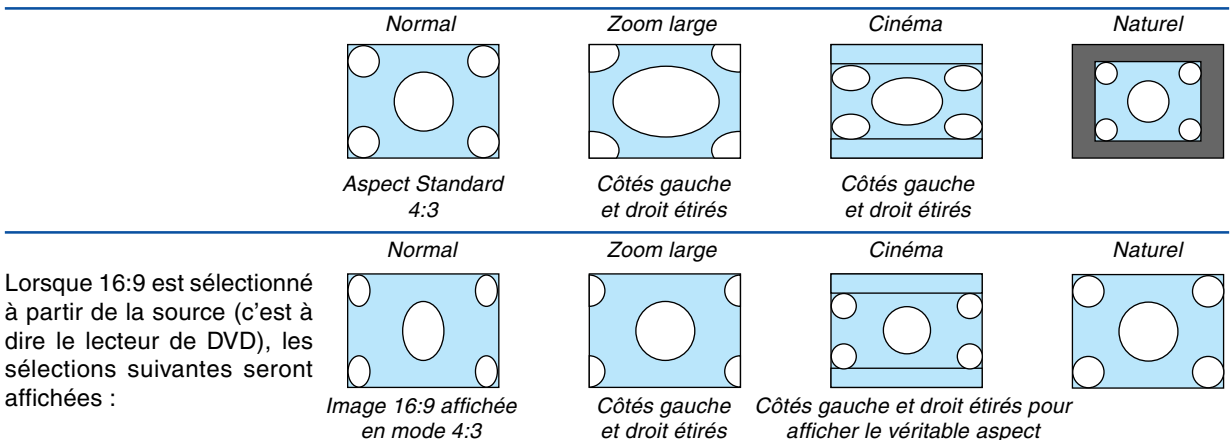 Normal Zoom large Cinéma Naturel
Aspect Standard Côtés gauche Côtés gauche
4:3 et droit étirés et droit étirés
Normal Zoom large Cinéma Naturel
Lorsque 16:9 est sélectionné
à partir de la source (c’est à
dire le lecteur de DVD), les
sélections suivantes seront
affichées :
Image 16:9 affichée Côtés gauche Côtés gauche et droit étirés pour
en mode 4:3 et droit étirés afficher le véritable aspect